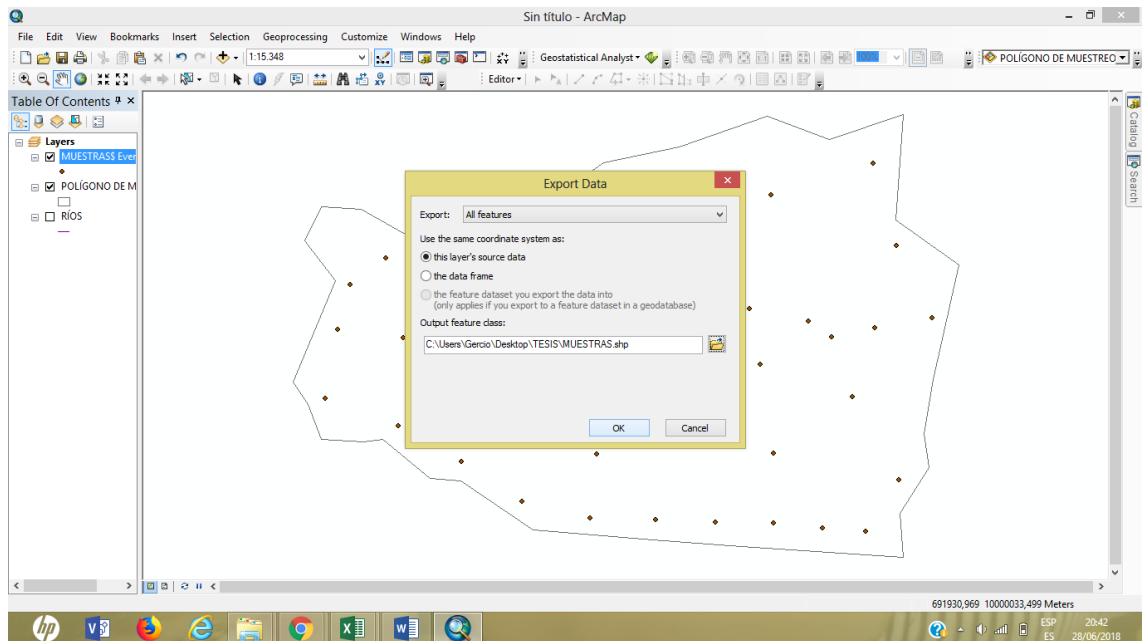 Sin título - ArcMap
File Edit View Bookmarks Insert Selection Geoprocessing Customize Windows Help
1:15.348
Geostatistical Analyst
100%
POLÍGONO DE MUESTREO
Editor
Table Of Contents
Layers
MUESTRAS$ Even
POLÍGONO DE M
RÍOS
Export Data
Export: All features
Use the same coordinate system as:
this layer's source data
the data frame
the feature dataset you export the data into
(only applies if you export to a feature dataset in a geodatabase)
Output feature class:
C:\Users\Gercio\Desktop\TESIS\MUESTRAS.shp
OK Cancel
Catalog
Search
691930,969 10000033,499 Meters
ESP 20:42
ES 28/06/2018